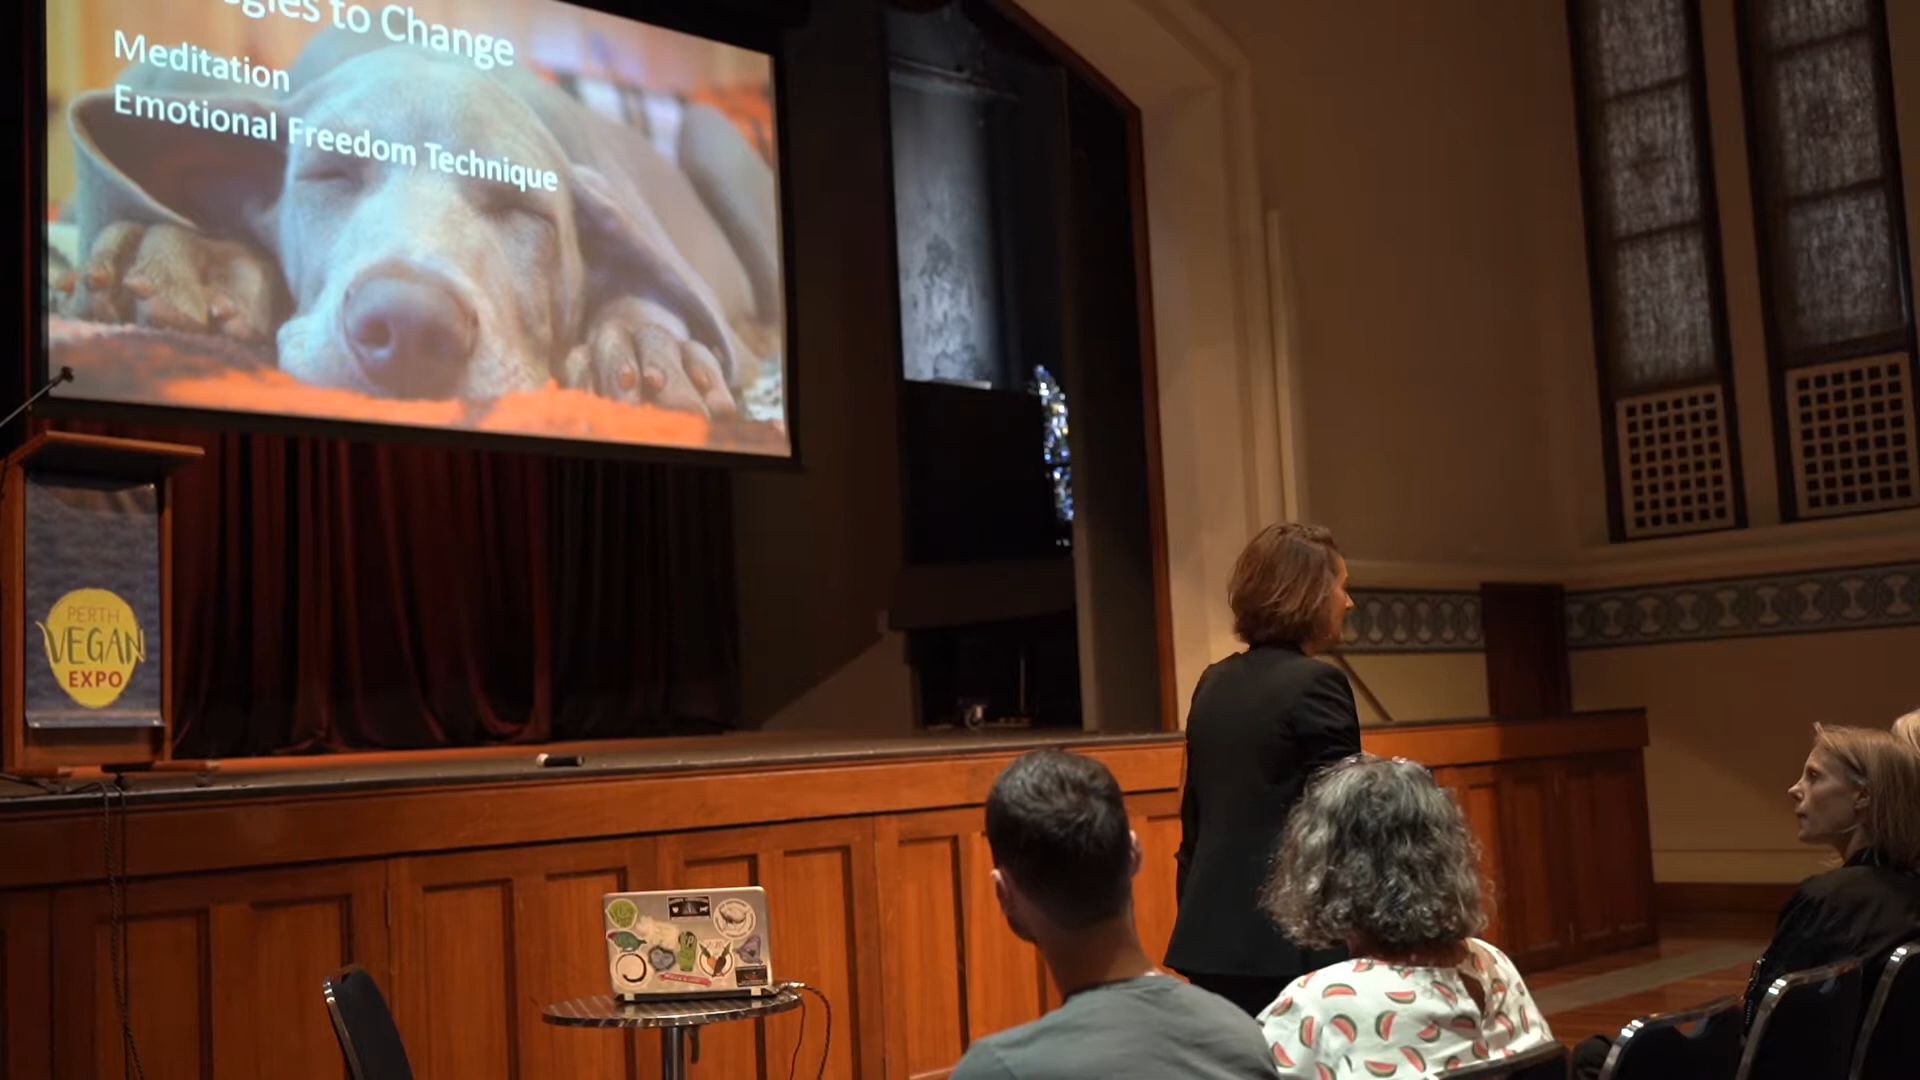 to Change
Meditation
Emotional Freedom Technique
PERTH
VEGAN
EXPO